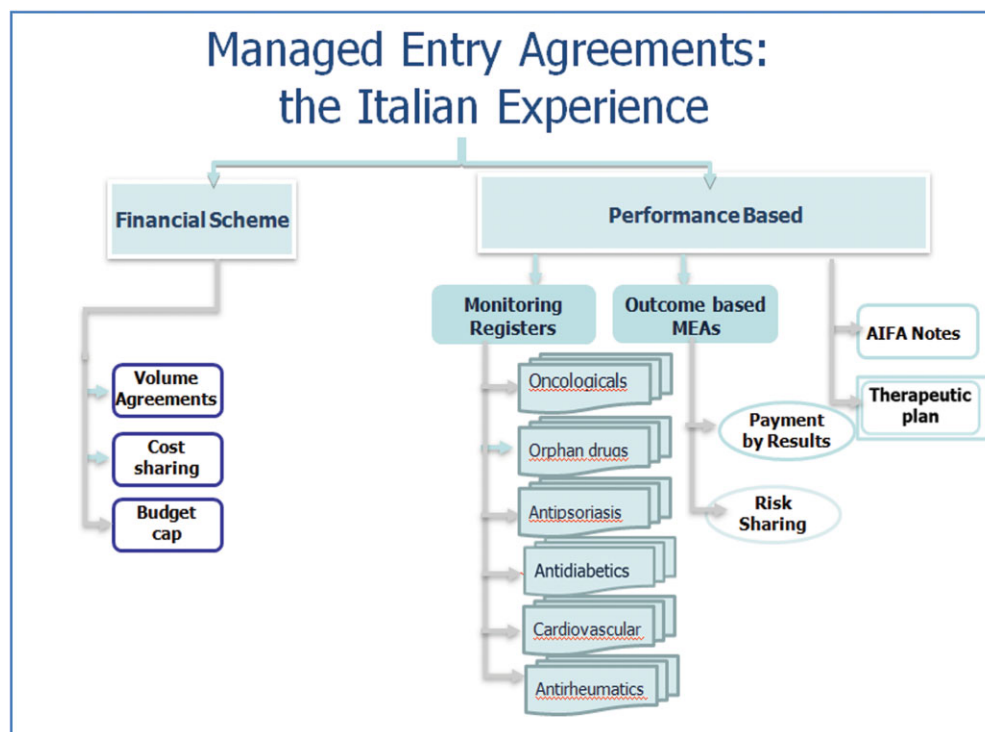 Managed Entry Agreements:
the Italian Experience
Financial Scheme
Performance Based
Volume
Agreements
Cost
sharing
Budget
cap
Monitoring
Registers
Oncologicals
Orphan drugs
Antipsoriasis
Antidiabetics
Cardiovascular
Antirheumatics
Outcome based
MEAs
Payment
by Results
Risk
Sharing
AIFA Notes
Therapeutic
plan